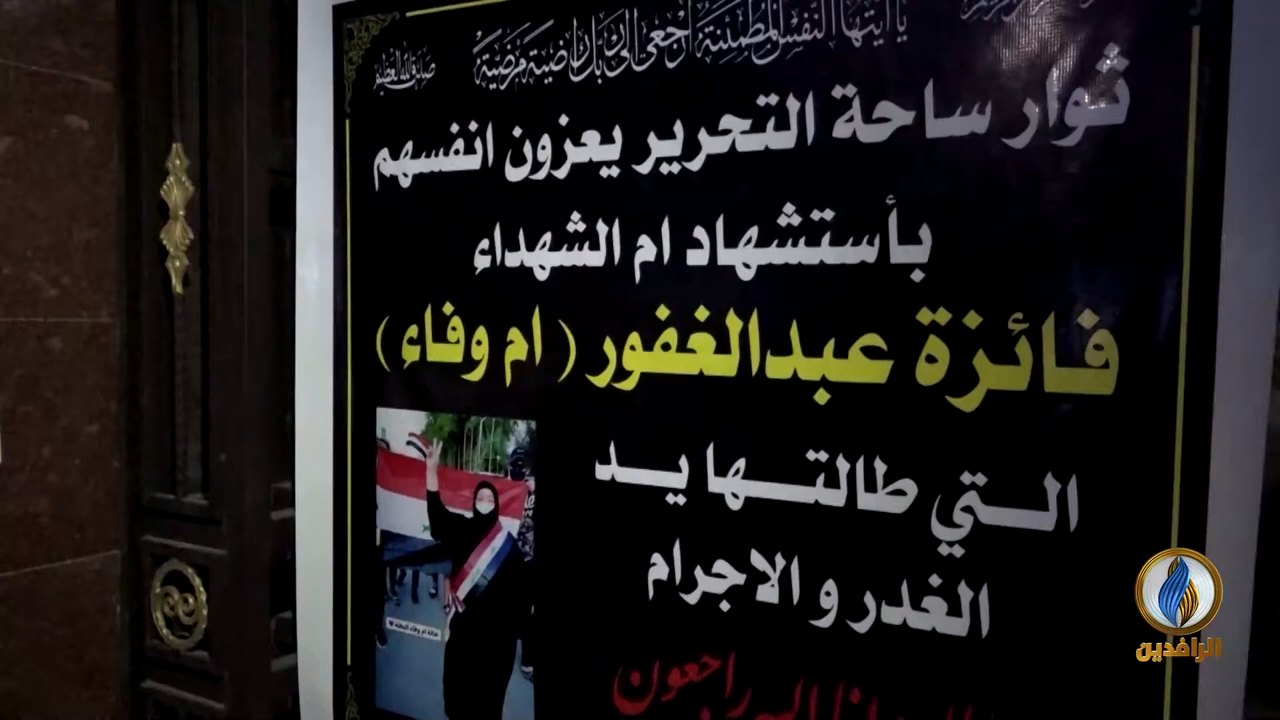 يا أيتها النفس المطمئنة ارجعي الى ربك راضية مرضية
صدق الله العظيم
ثوار ساحة التحرير يعزون انفسهم
بأستشهاد ام الشهداء
فائزة عبدالغفور ( ام وفاء )
التي طالتها يد
الغدر و الاجرام
راجعون
الرافدين